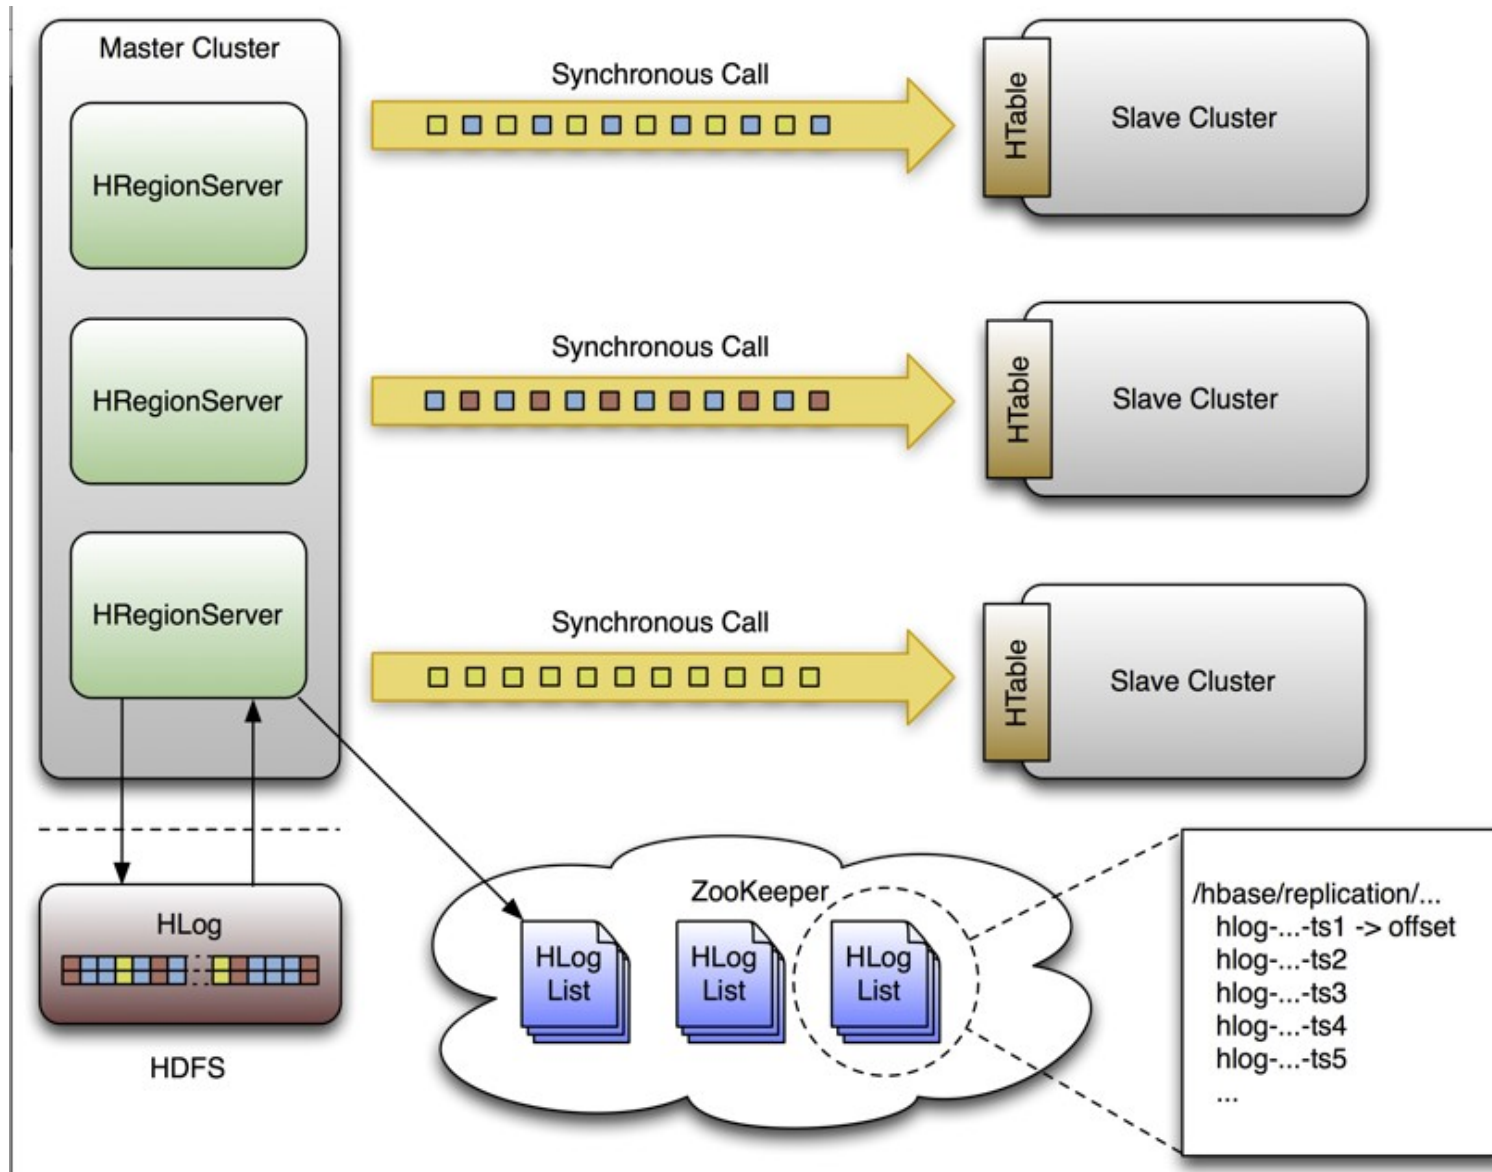 Master Cluster
HRegionServer
HRegionServer
HRegionServer
Synchronous Call
HTable
Slave Cluster
Synchronous Call
HTable
Slave Cluster
Synchronous Call
HTable
Slave Cluster
HLog
HDFS
ZooKeeper
HLog
List
HLog
List
HLog
List
/hbase/replication/...
hlog-...-ts1 -> offset
hlog-...-ts2
hlog-...-ts3
hlog-...-ts4
hlog-...-ts5
...